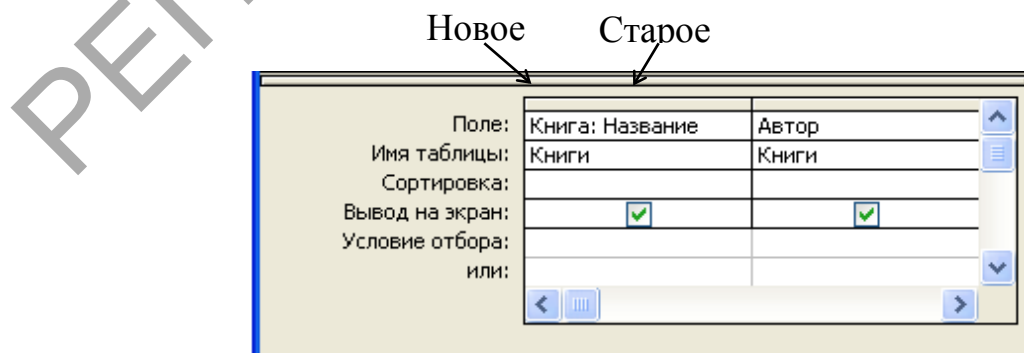 Новое Старое
Поле: Книга: Название Автор
Имя таблицы: Книги Книги
Сортировка:
Вывод на экран:
Условие отбора:
или: